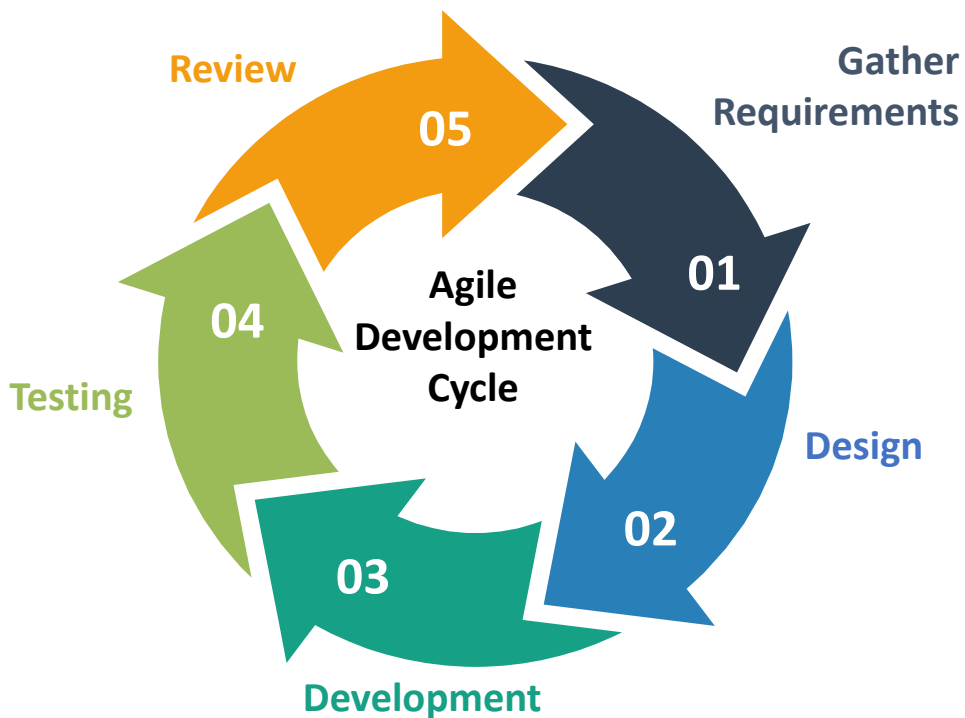 Review
05
Gather
Requirements
01
04
Agile
Development
Cycle
Testing
Design
02
03
Development